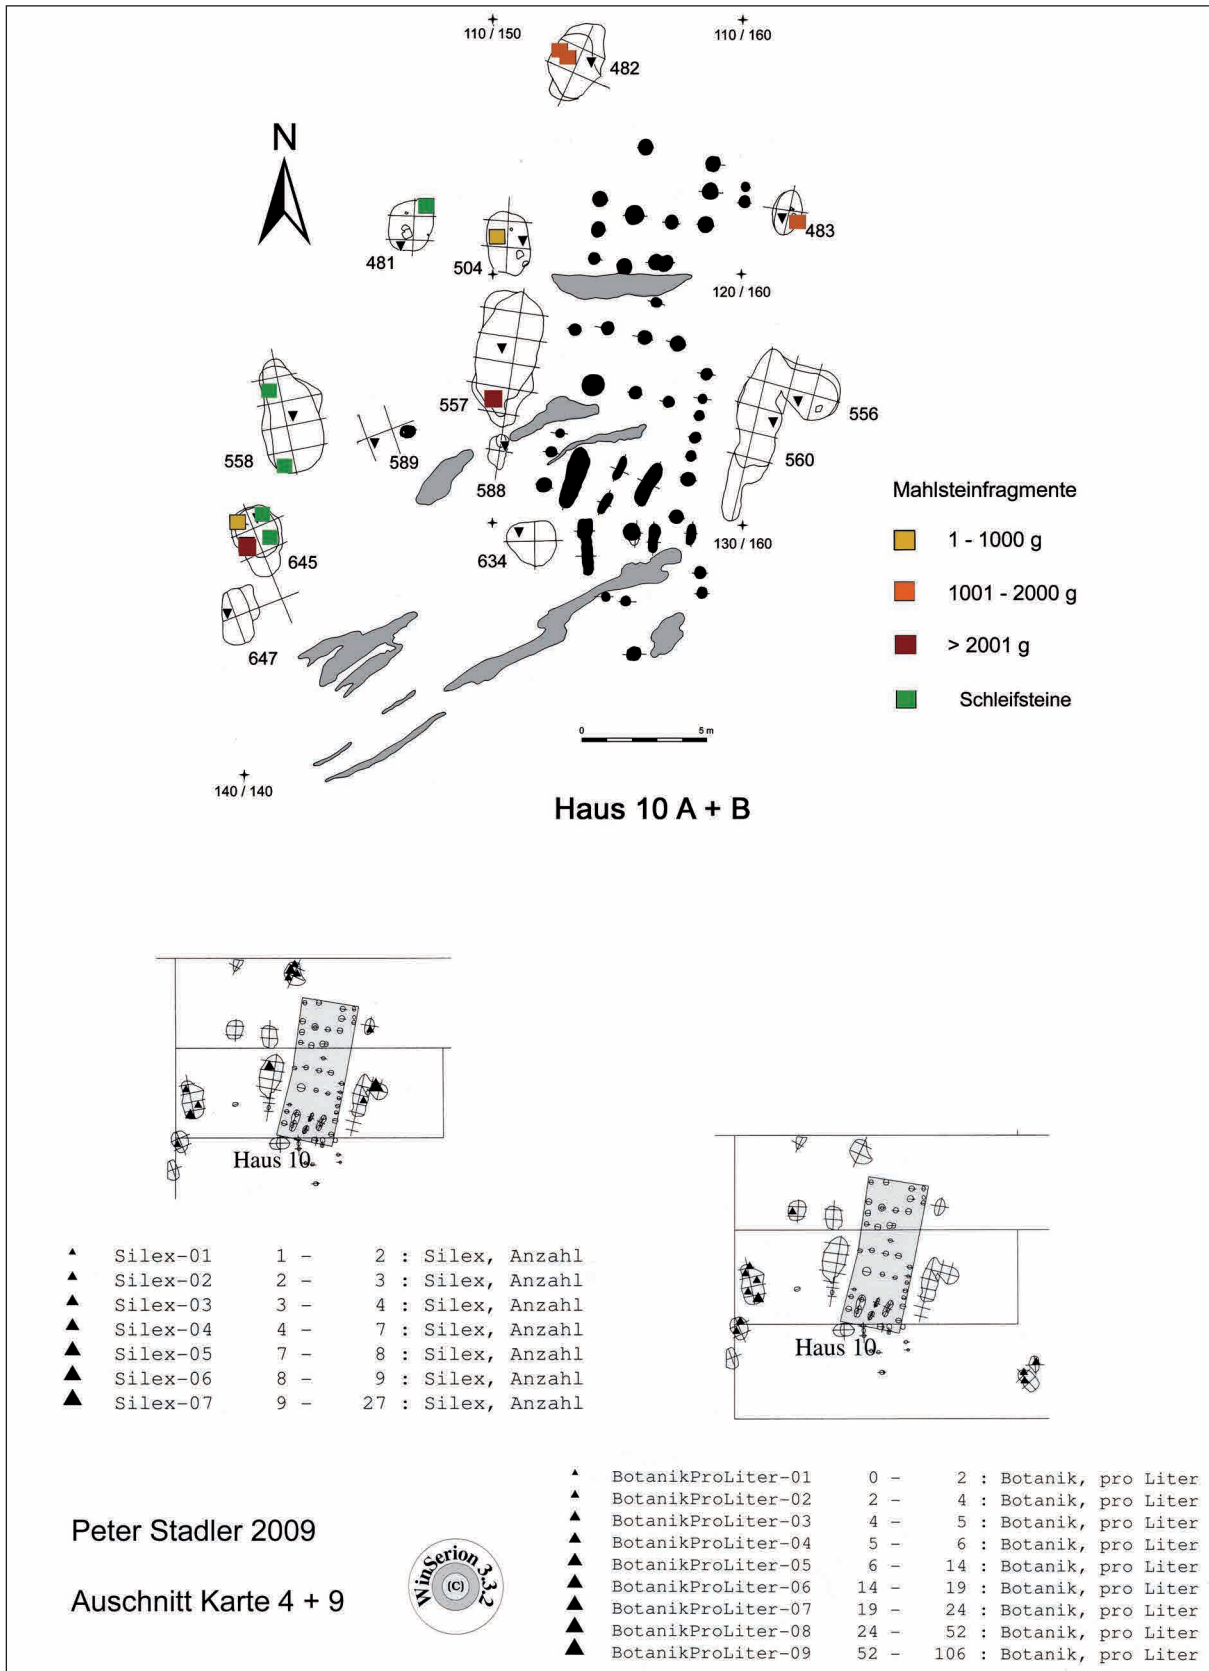 110 / 150
110 / 160
482
N
483
481
504
120 / 160
557
556
558
589
560
588
Mahlsteinfragmente
130 / 160
634
1 - 1000 g
645
1001 - 2000 g
647
> 2001 g
Schleifsteine
0 5 m
140 / 140
Haus 10 A + B
Haus 10
Silex-01 1 - 2 : Silex, Anzahl
Silex-02 2 - 3 : Silex, Anzahl
Silex-03 3 - 4 : Silex, Anzahl
Silex-04 4 - 7 : Silex, Anzahl
Silex-05 7 - 8 : Silex, Anzahl
Silex-06 8 - 9 : Silex, Anzahl
Silex-07 9 - 27 : Silex, Anzahl
Haus 10
BotanikProLiter-01 0 - 2 : Botanik, pro Liter
BotanikProLiter-02 2 - 4 : Botanik, pro Liter
BotanikProLiter-03 4 - 5 : Botanik, pro Liter
BotanikProLiter-04 5 - 6 : Botanik, pro Liter
BotanikProLiter-05 6 - 14 : Botanik, pro Liter
BotanikProLiter-06 14 - 19 : Botanik, pro Liter
BotanikProLiter-07 19 - 24 : Botanik, pro Liter
BotanikProLiter-08 24 - 52 : Botanik, pro Liter
BotanikProLiter-09 52 - 106 : Botanik, pro Liter
Peter Stadler 2009
Auschnitt Karte 4 + 9
WinSerion 3.3.2
(C)